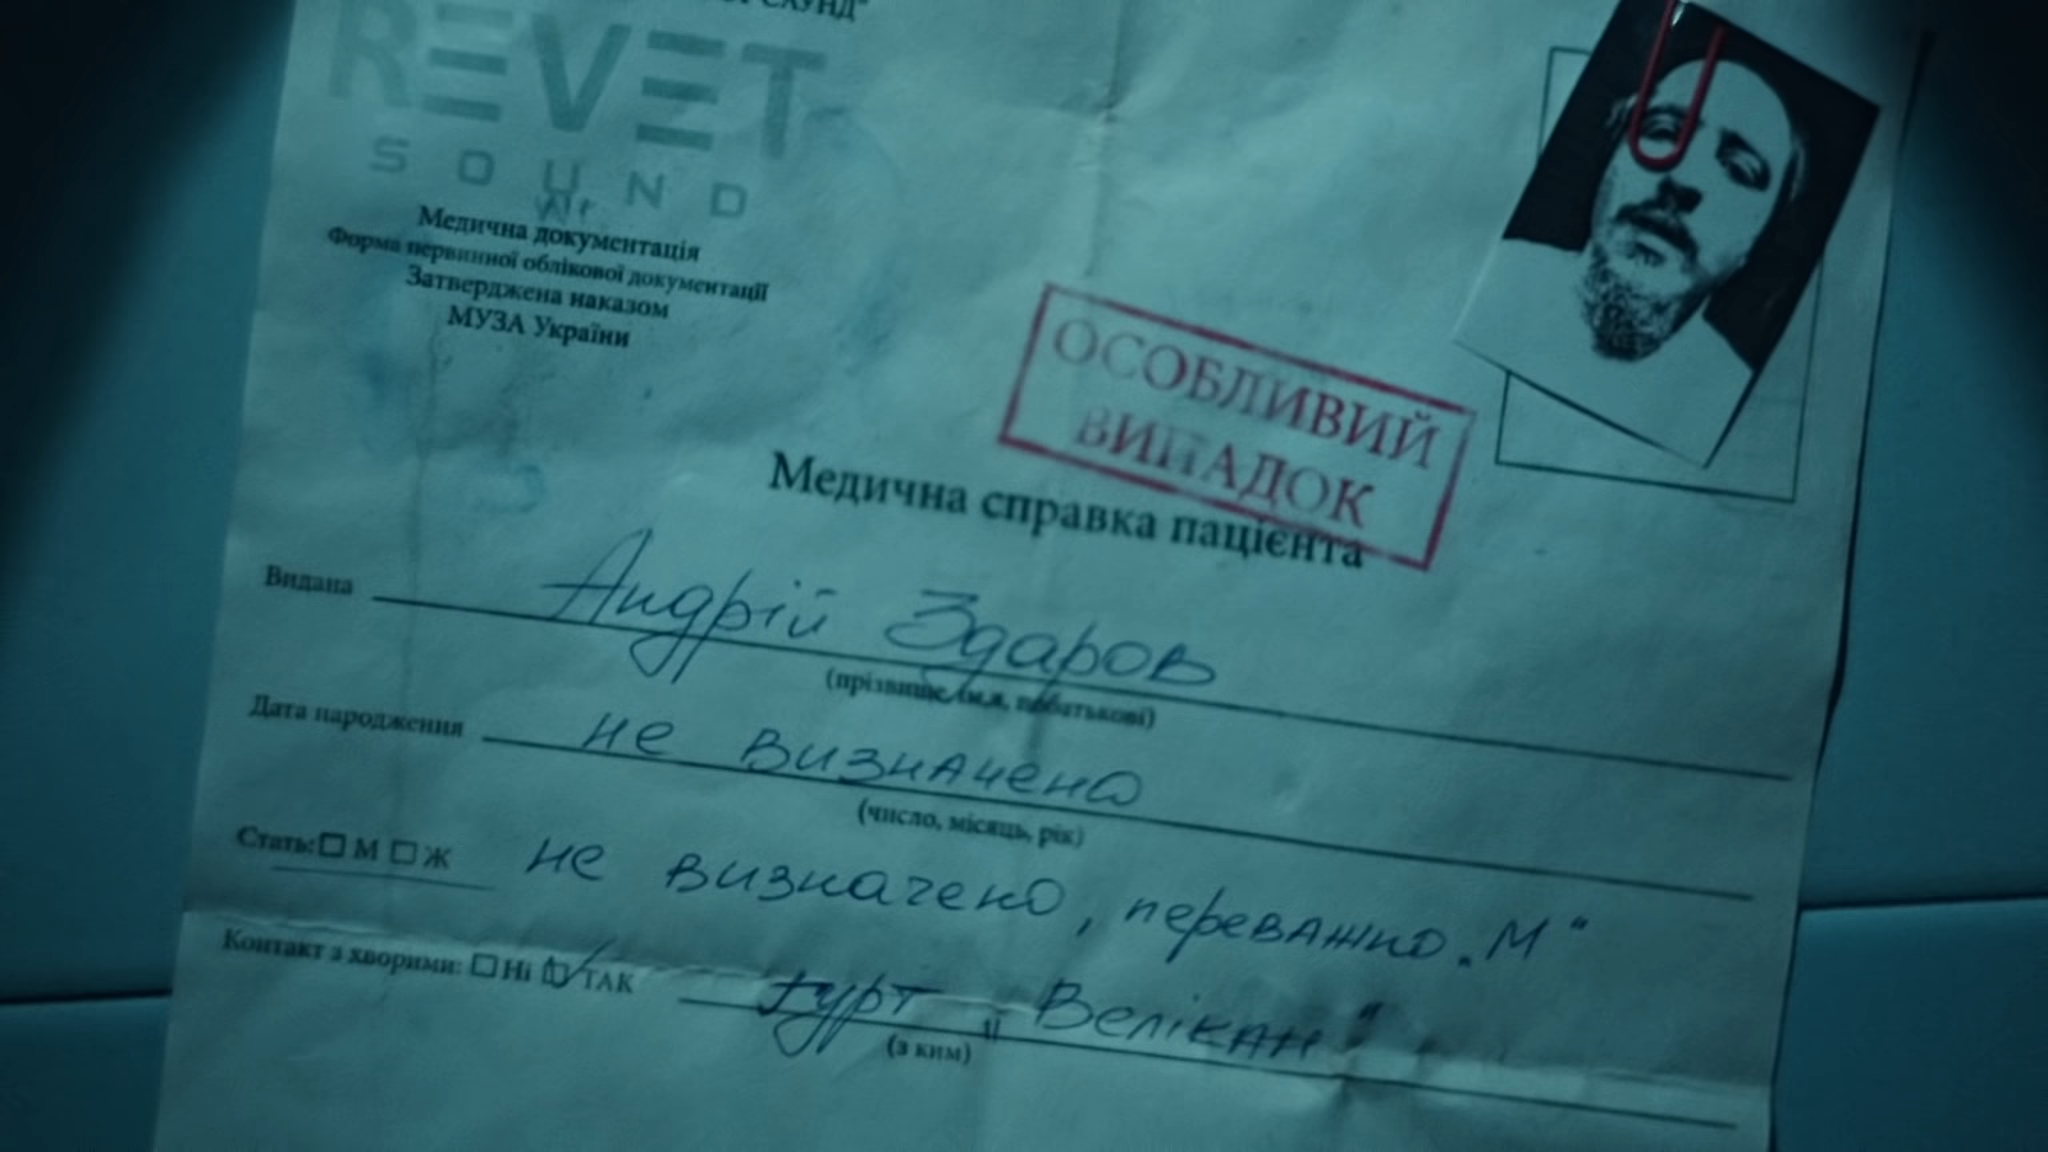 САУНД"
REVET
SOUND
Медична документація
Форма первинної облікової документації
Затверджена наказом
МУЗА України
ОСОБЛИВИЙ
ВИПАДОК
Медична справка пацієнта
Видана Андрій Здаров
(прізвище, ім.я, побатькові)
Дата народження не визначено
(число, місяць, рік)
Стать: М Ж не визначено, переважно „М"
Контакт з хворими: Ні ТАК гурт „Велікан"
(з ким)